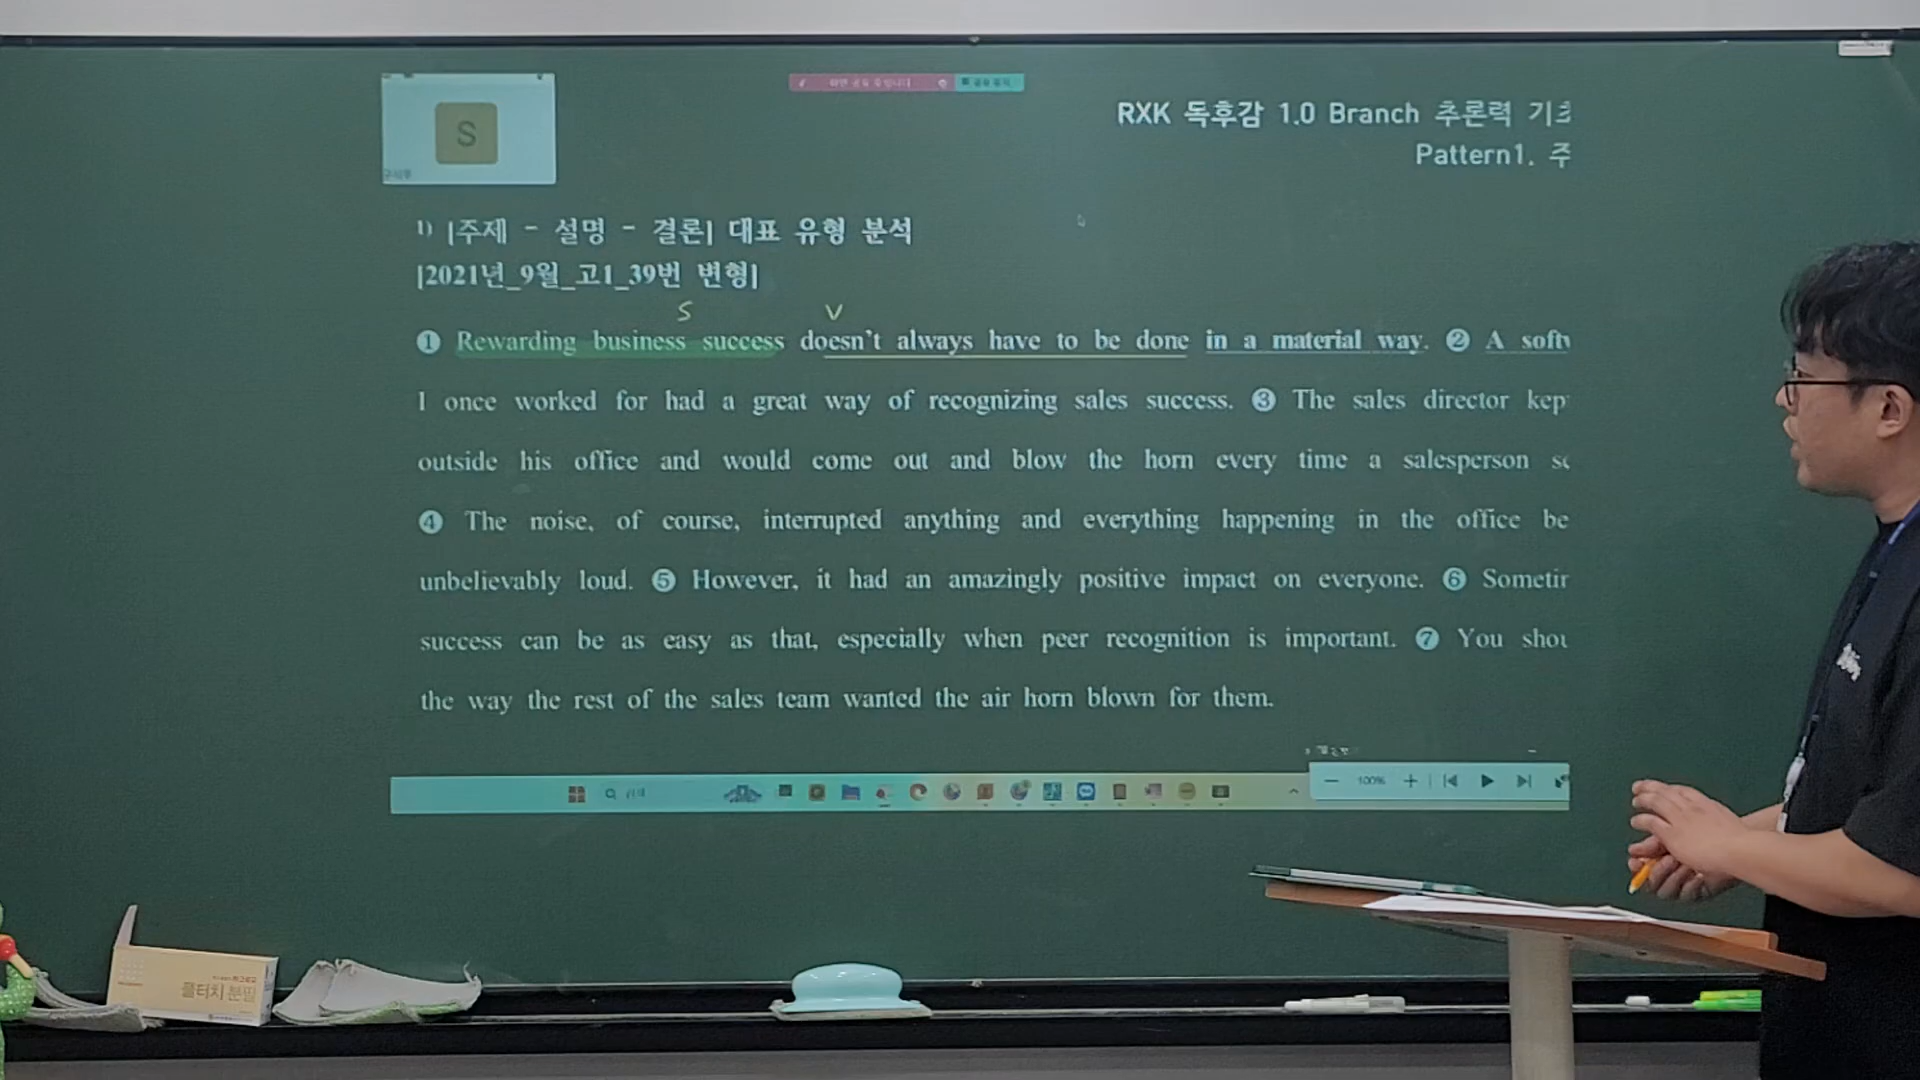 S
RXK 독후감 1.0 Branch 추론력 기초
Pattern1. 주
1) [주제 - 설명 - 결론] 대표 유형 분석
[2021년_9월_고1_39번 변형]
S V
❶ Rewarding business success doesn't always have to be done in a material way. ❷ A soft
I once worked for had a great way of recognizing sales success. ❸ The sales director kep
outside his office and would come out and blow the horn every time a salesperson s
❹ The noise, of course, interrupted anything and everything happening in the office be
unbelievably loud. ❺ However, it had an amazingly positive impact on everyone. ❻ Someti
success can be as easy as that, especially when peer recognition is important. ❼ You shou
the way the rest of the sales team wanted the air horn blown for them.
100%
플터치 분필